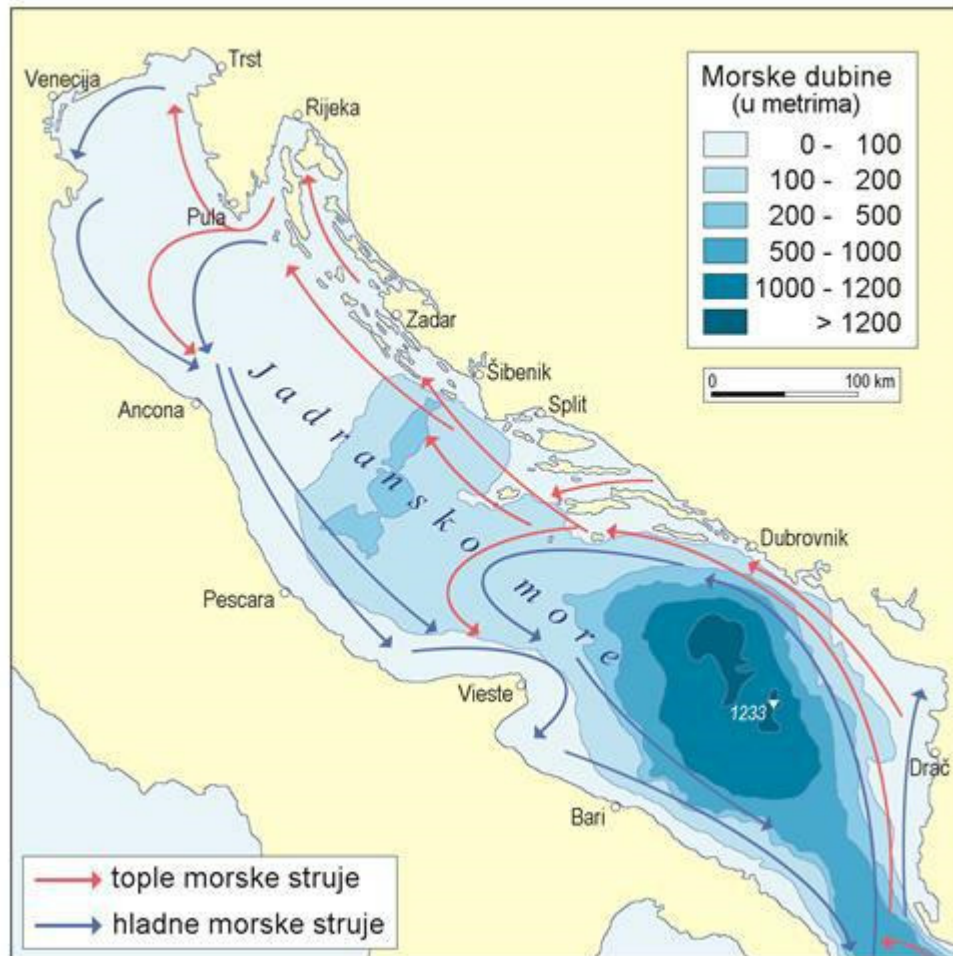 Trst
Venecija
Rijeka
Pula
Zadar
Šibenik
Split
Ancona
Jadransko more
Dubrovnik
Pescara
Vieste
1233
Drač
Bari
Morske dubine
(u metrima)
0 - 100
100 - 200
200 - 500
500 - 1000
1000 - 1200
> 1200
0 100 km
tople morske struje
hladne morske struje